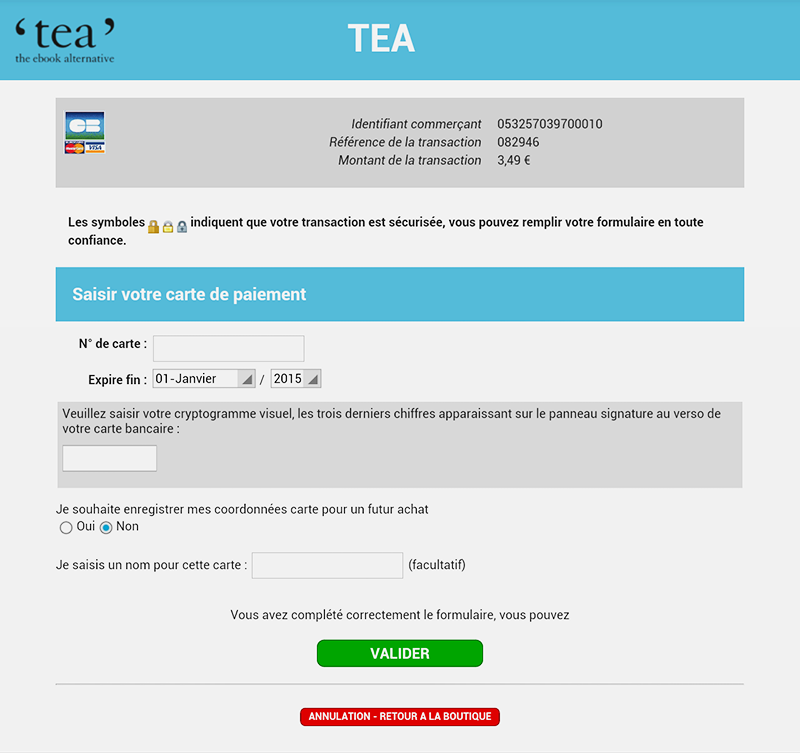 ‘tea’
the ebook alternative
TEA
CB
MasterCard VISA
Identifiant commerçant 053257039700010
Référence de la transaction 082946
Montant de la transaction 3,49 €
Les symboles indiquent que votre transaction est sécurisée, vous pouvez remplir votre formulaire en toute
confiance.
Saisir votre carte de paiement
N° de carte :
Expire fin : 01-Janvier / 2015
Veuillez saisir votre cryptogramme visuel, les trois derniers chiffres apparaissant sur le panneau signature au verso de
votre carte bancaire :
Je souhaite enregistrer mes coordonnées carte pour un futur achat
Oui Non
Je saisis un nom pour cette carte : (facultatif)
Vous avez complété correctement le formulaire, vous pouvez
VALIDER
ANNULATION - RETOUR A LA BOUTIQUE